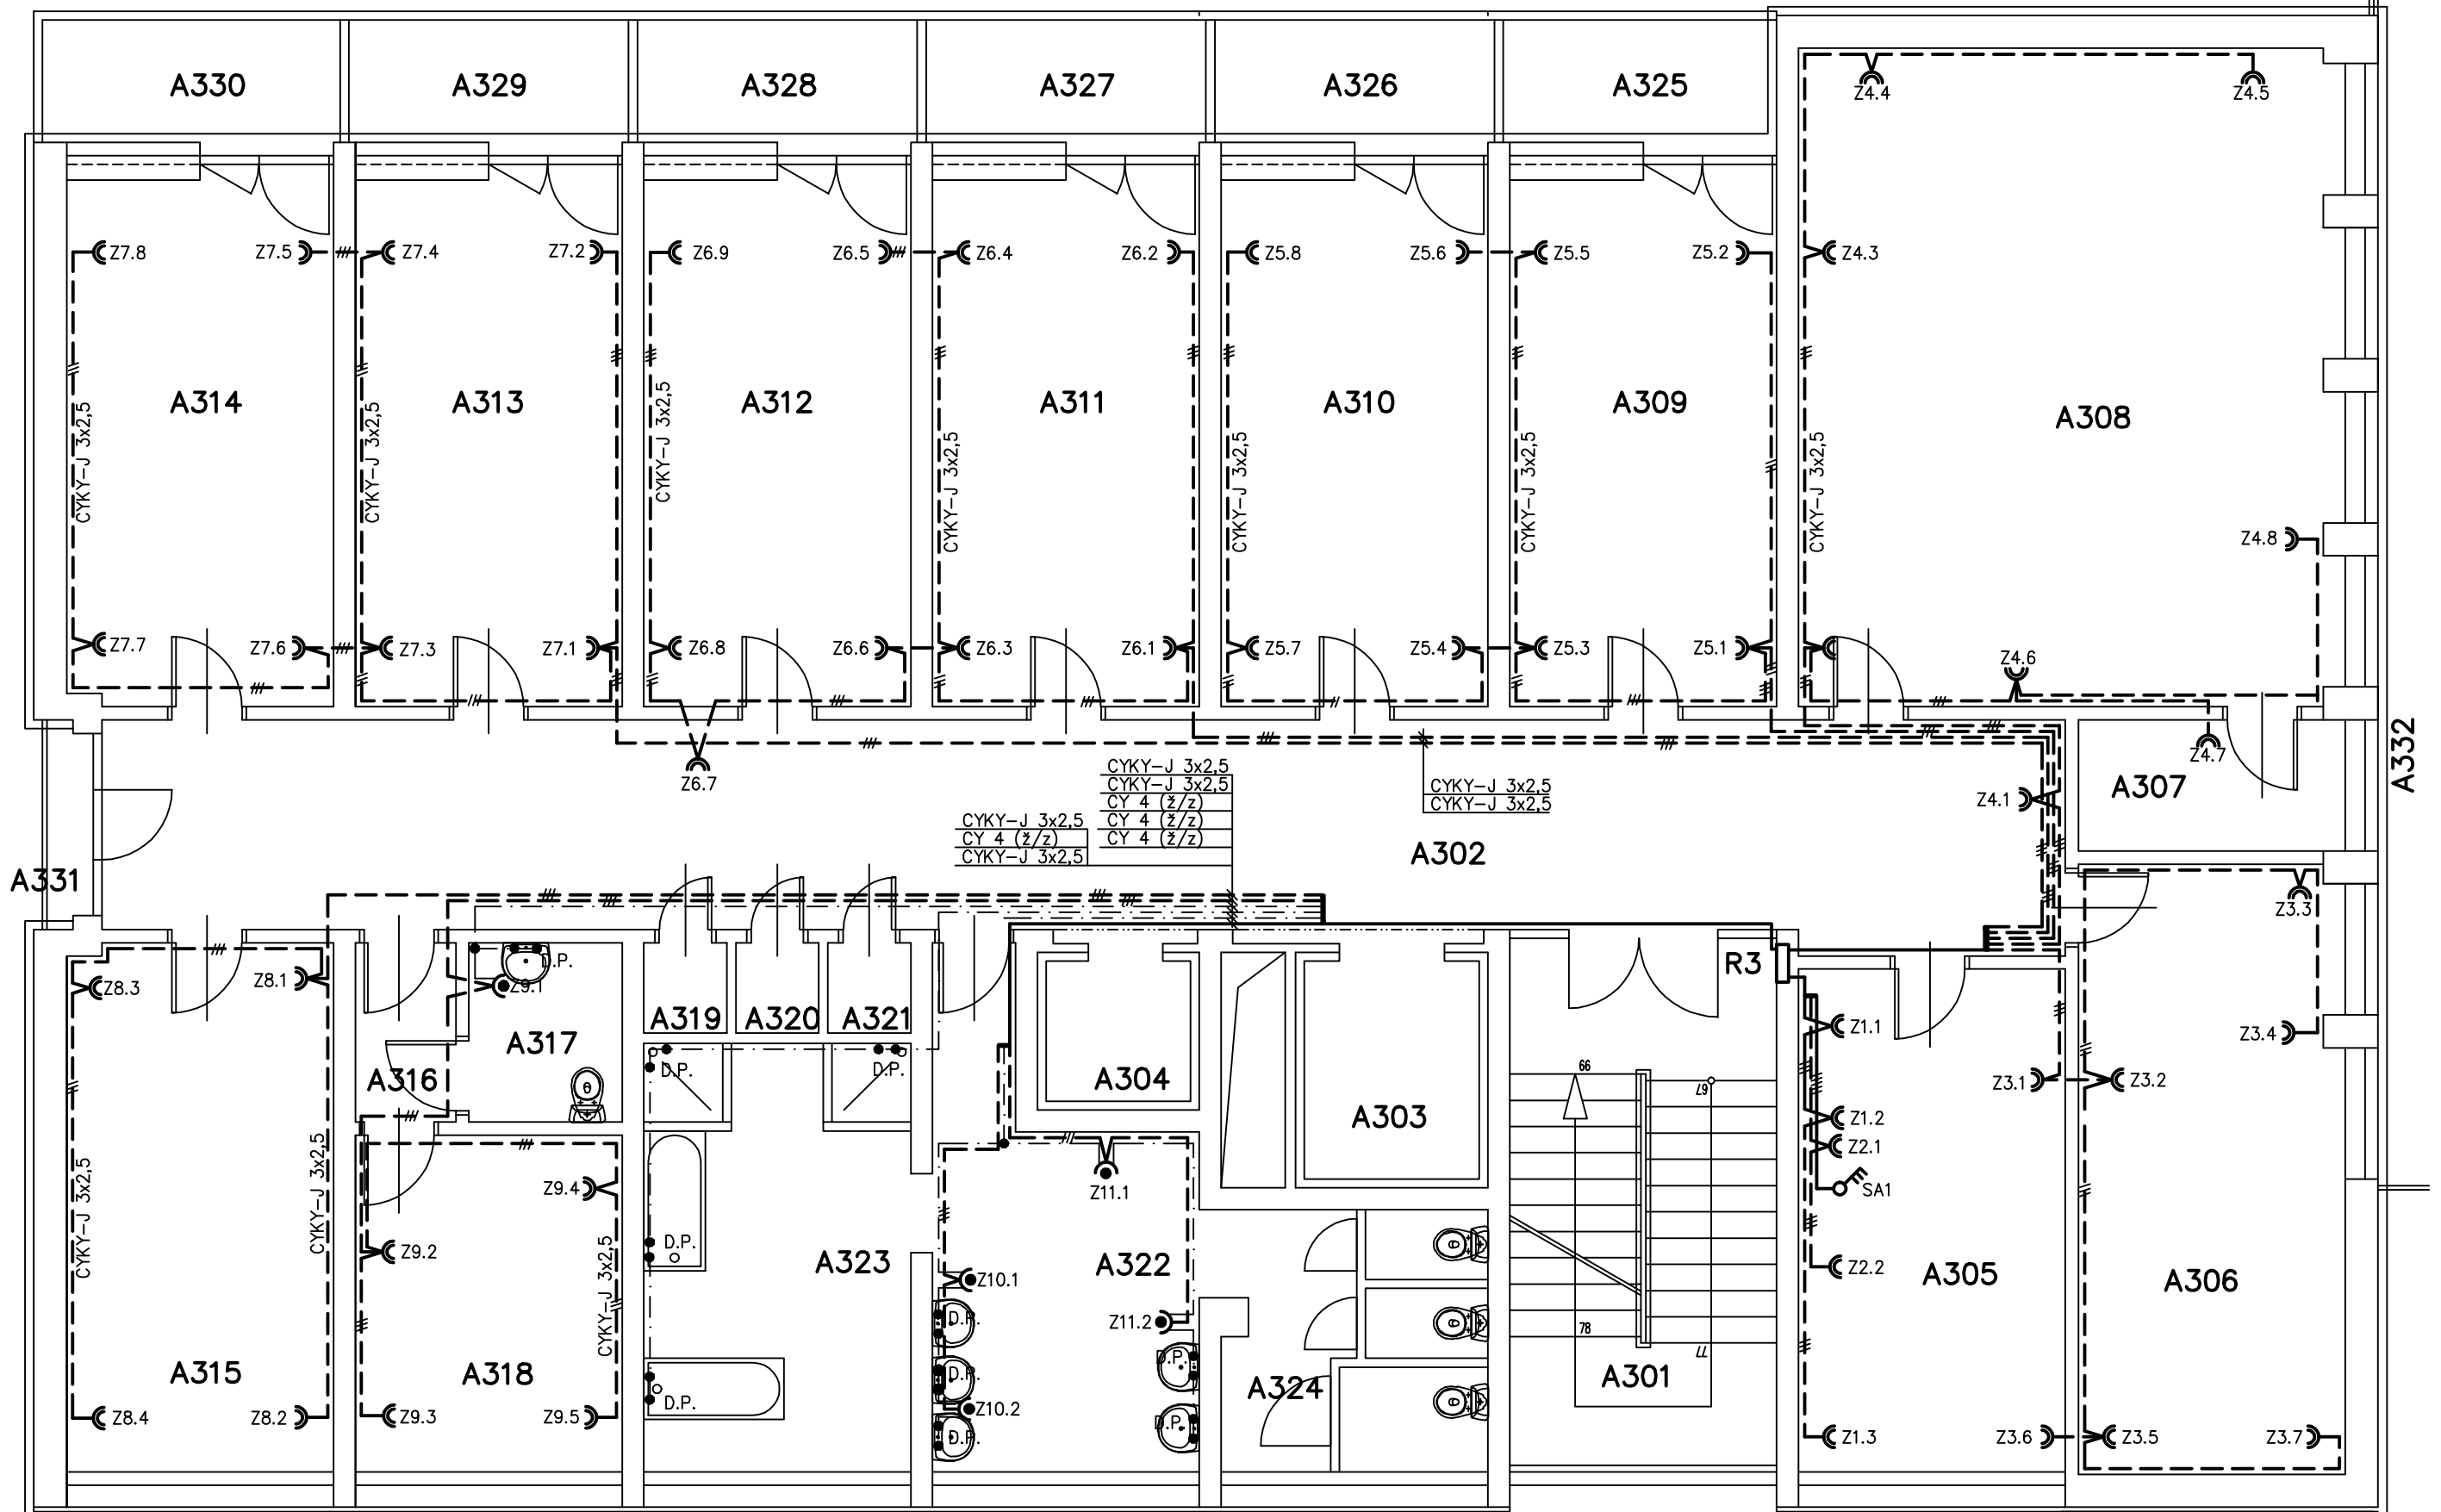 A330
A329
A328
A327
A326
A325
Z4.4
Z4.5
Z7.8
Z7.5
Z7.4
Z7.2
Z6.9
Z6.5
Z6.4
Z6.2
Z5.8
Z5.6
Z5.5
Z5.2
Z4.3
A314
A313
A312
A311
A310
A309
A308
CYKY-J 3x2,5
CYKY-J 3x2,5
CYKY-J 3x2,5
CYKY-J 3x2,5
CYKY-J 3x2,5
CYKY-J 3x2,5
CYKY-J 3x2,5
Z4.8
Z7.7
Z7.6
Z7.3
Z7.1
Z6.8
Z6.6
Z6.3
Z6.1
Z5.7
Z5.4
Z5.3
Z5.1
Z4.6
Z4.7
A332
Z6.7
A307
Z4.1
CYKY-J 3x2,5
CYKY-J 3x2,5
CY 4 (ž/z)
CY 4 (ž/z)
CY 4 (ž/z)
CYKY-J 3x2,5
CYKY-J 3x2,5
CYKY-J 3x2,5
CY 4 (ž/z)
CYKY-J 3x2,5
A302
A331
Z3.3
R3
D.P.
Z8.3
Z8.1
Z9.1
A319
A320
A321
Z1.1
Z3.4
A317
A316
D.P.
D.P.
A304
66
67
Z3.1
Z3.2
A303
Z1.2
Z2.1
SA1
CYKY-J 3x2,5
CYKY-J 3x2,5
CYKY-J 3x2,5
Z9.4
Z11.1
Z9.2
D.P.
A323
A322
Z10.1
Z2.2
A305
A306
D.P.
Z11.2
78
77
A315
A318
D.P.
D.P.
D.P.
A324
A301
Z8.4
Z8.2
Z9.3
Z9.5
Z10.2
D.P.
D.P.
Z1.3
Z3.6
Z3.5
Z3.7